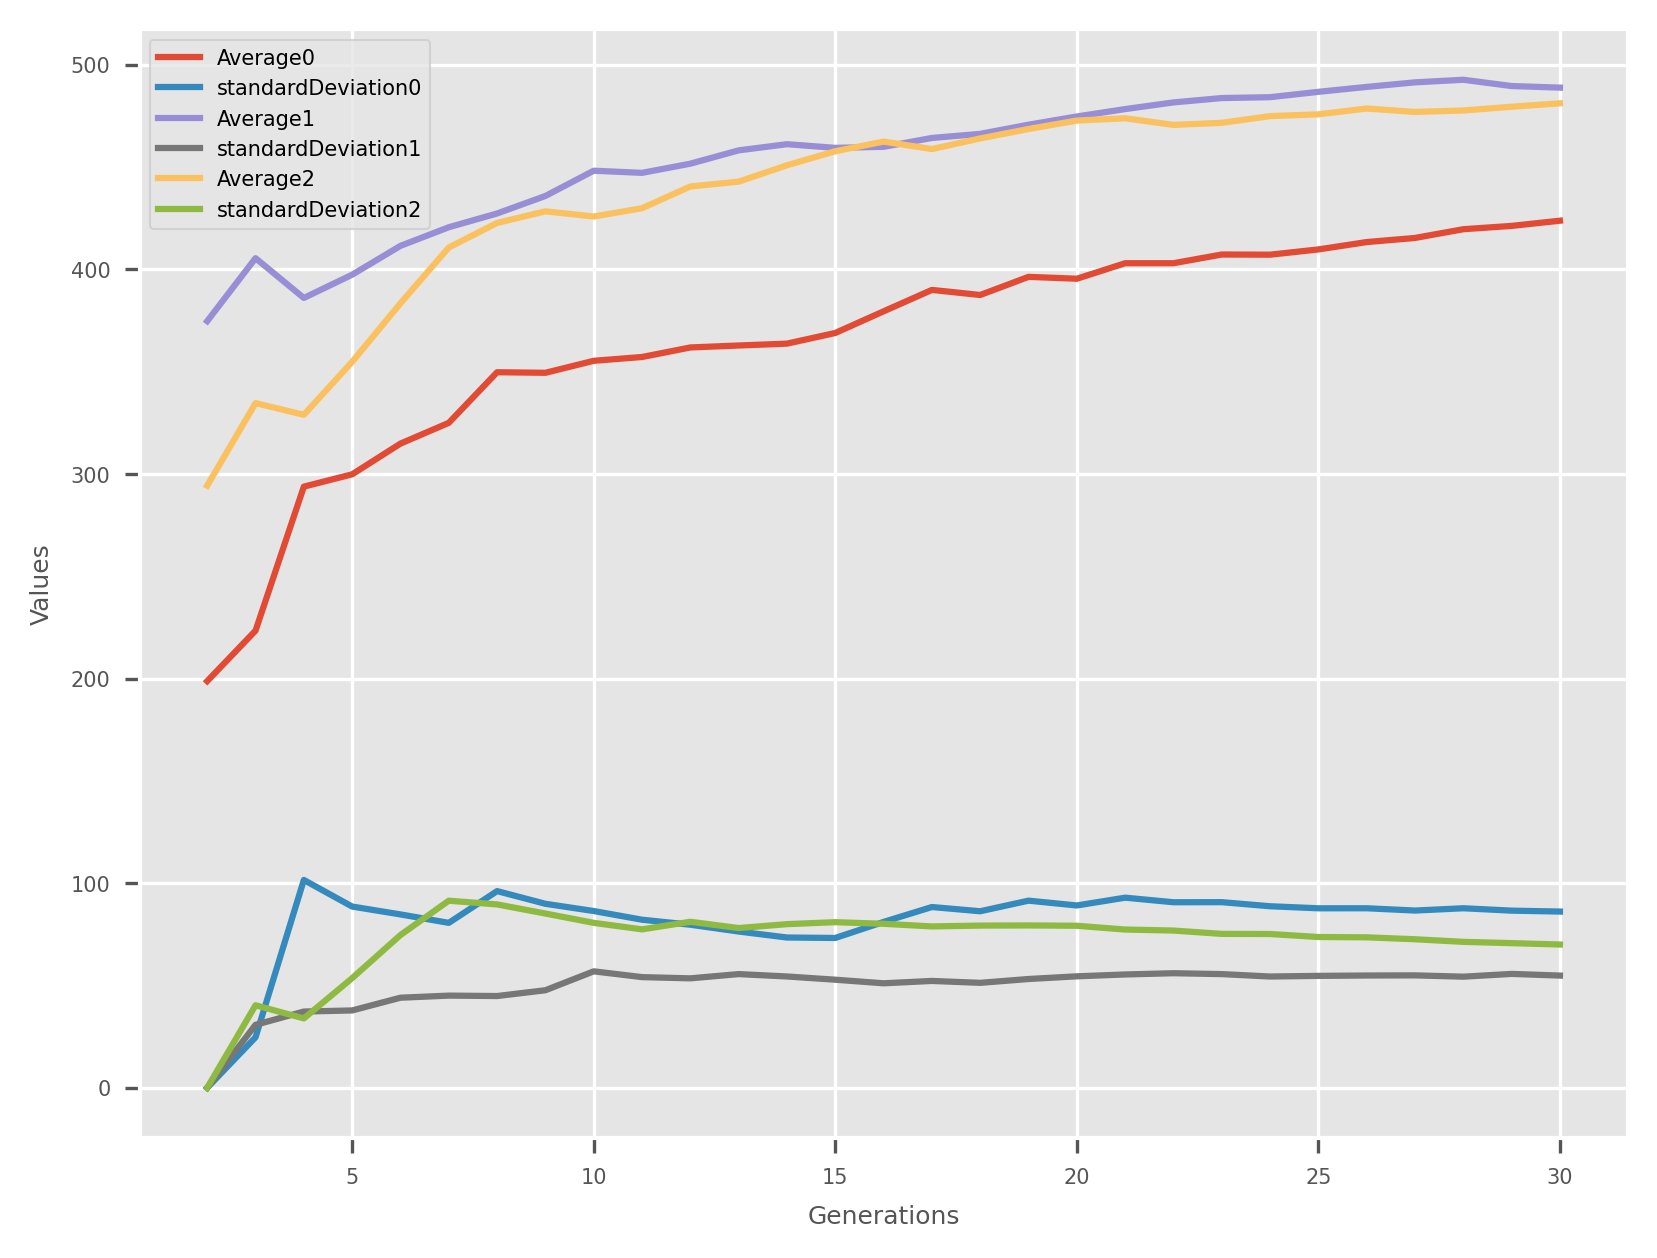 Average0
standardDeviation0
Average1
standardDeviation1
Average2
standardDeviation2
500
400
300
200
100
0
Values
5 10 15 20 25 30
Generations